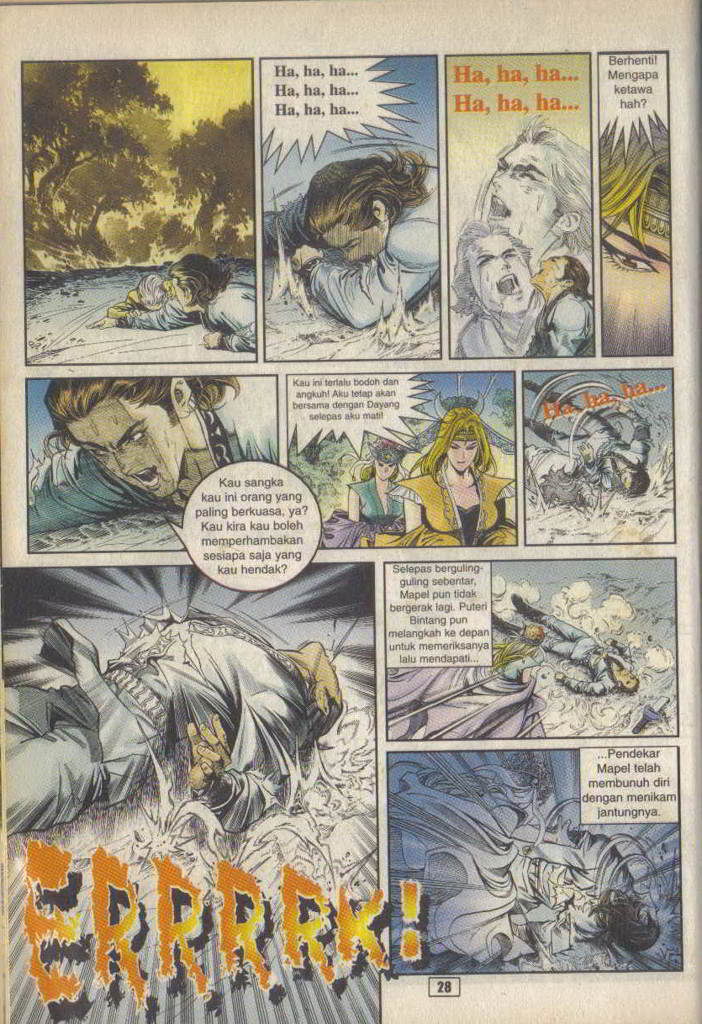 Ha, ha, ha...
Ha, ha, ha...
Ha, ha, ha...
Ha, ha, ha...
Ha, ha, ha...
Berhenti!
Mengapa
ketawa
hah?
Kau sangka
kau ini orang yang
paling berkuasa, ya?
Kau kira kau boleh
memperhambakan
sesiapa saja yang
kau hendak?
Kau ini terlalu bodoh dan
angkuh! Aku tetap akan
bersama dengan Dayang
selepas aku mati!
Ha, ha, ha...
ERRRRK!
Selepas berguling-
guling sebentar,
Mapel pun tidak
bergerak lagi. Puteri
Bintang pun
melangkah ke depan
untuk memeriksanya
lalu mendapati...
...Pendekar
Mapel telah
membunuh diri
dengan menikam
jantungnya.
28